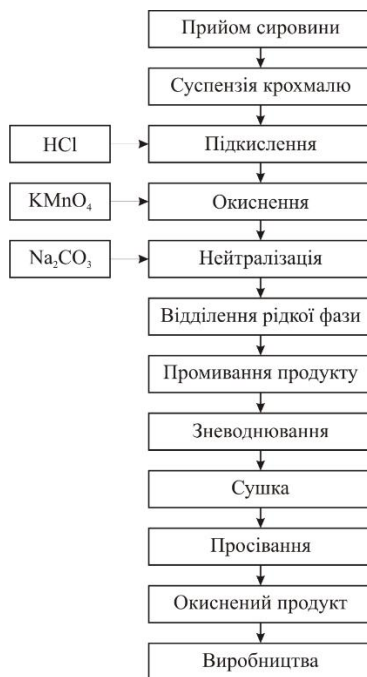 Прийом сировини
Суспензія крохмалю
HCl
Підкислення
KMnO₄
Окиснення
Na₂CO₃
Нейтралізація
Відділення рідкої фази
Промивання продукту
Зневоднювання
Сушка
Просівання
Окиснений продукт
Виробництва